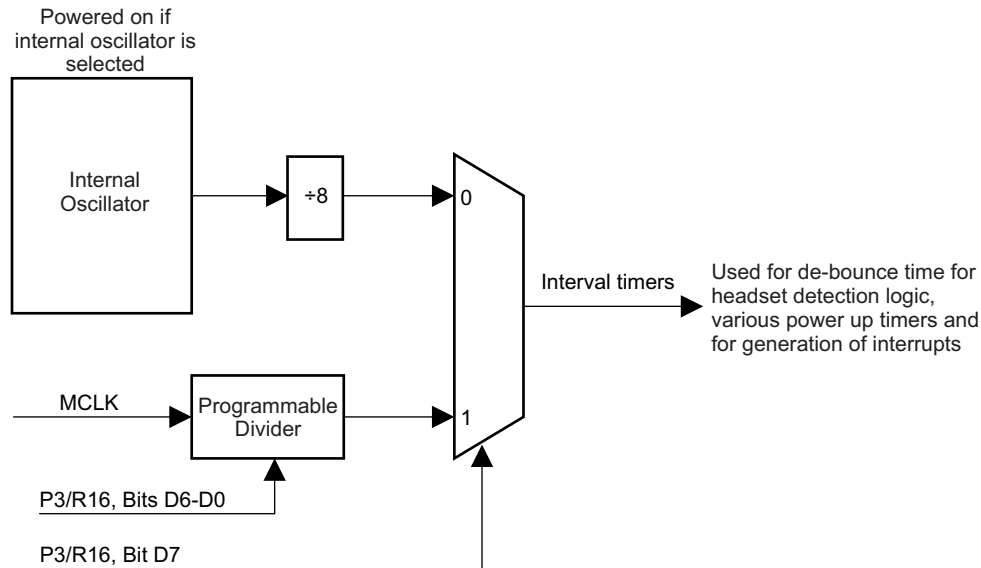 Powered on if
internal oscillator is
selected
Internal
Oscillator
÷8
0
Interval timers
Used for de-bounce time for
headset detection logic,
various power up timers and
for generation of interrupts
MCLK
Programmable
Divider
1
P3/R16, Bits D6-D0
P3/R16, Bit D7